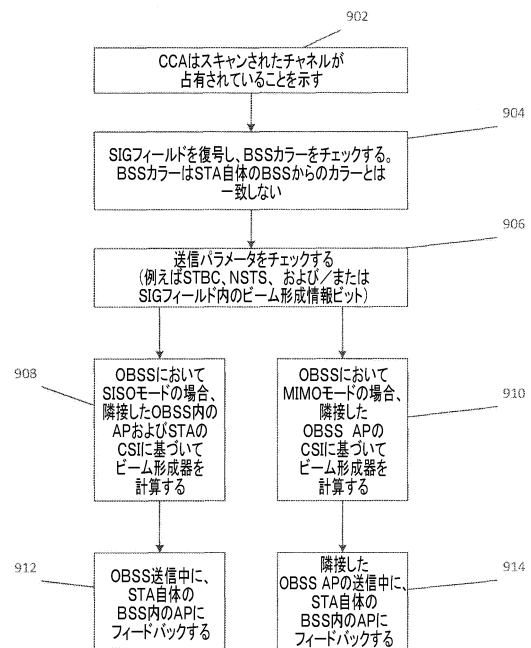 902
CCAはスキャンされたチャネルが
占有されていることを示す
904
SIGフィールドを復号し、BSSカラーをチェックする。
BSSカラーはSTA自体のBSSからのカラーとは
一致しない
906
送信パラメータをチェックする
(例えばSTBC、NSTS、および/または
SIGフィールド内のビーム形成情報ビット)
908
OBSSにおいて
SISOモードの場合、
隣接したOBSS内の
APおよびSTAの
CSIに基づいて
ビーム形成器を
計算する
910
OBSSにおいて
MIMOモードの場合、
隣接した
OBSS APの
CSIに基づいて
ビーム形成器を
計算する
912
OBSS送信中に、
STA自体の
BSS内のAPに
フィードバックする
914
隣接した
OBSS APの送信中に、
STA自体の
BSS内のAPに
フィードバックする